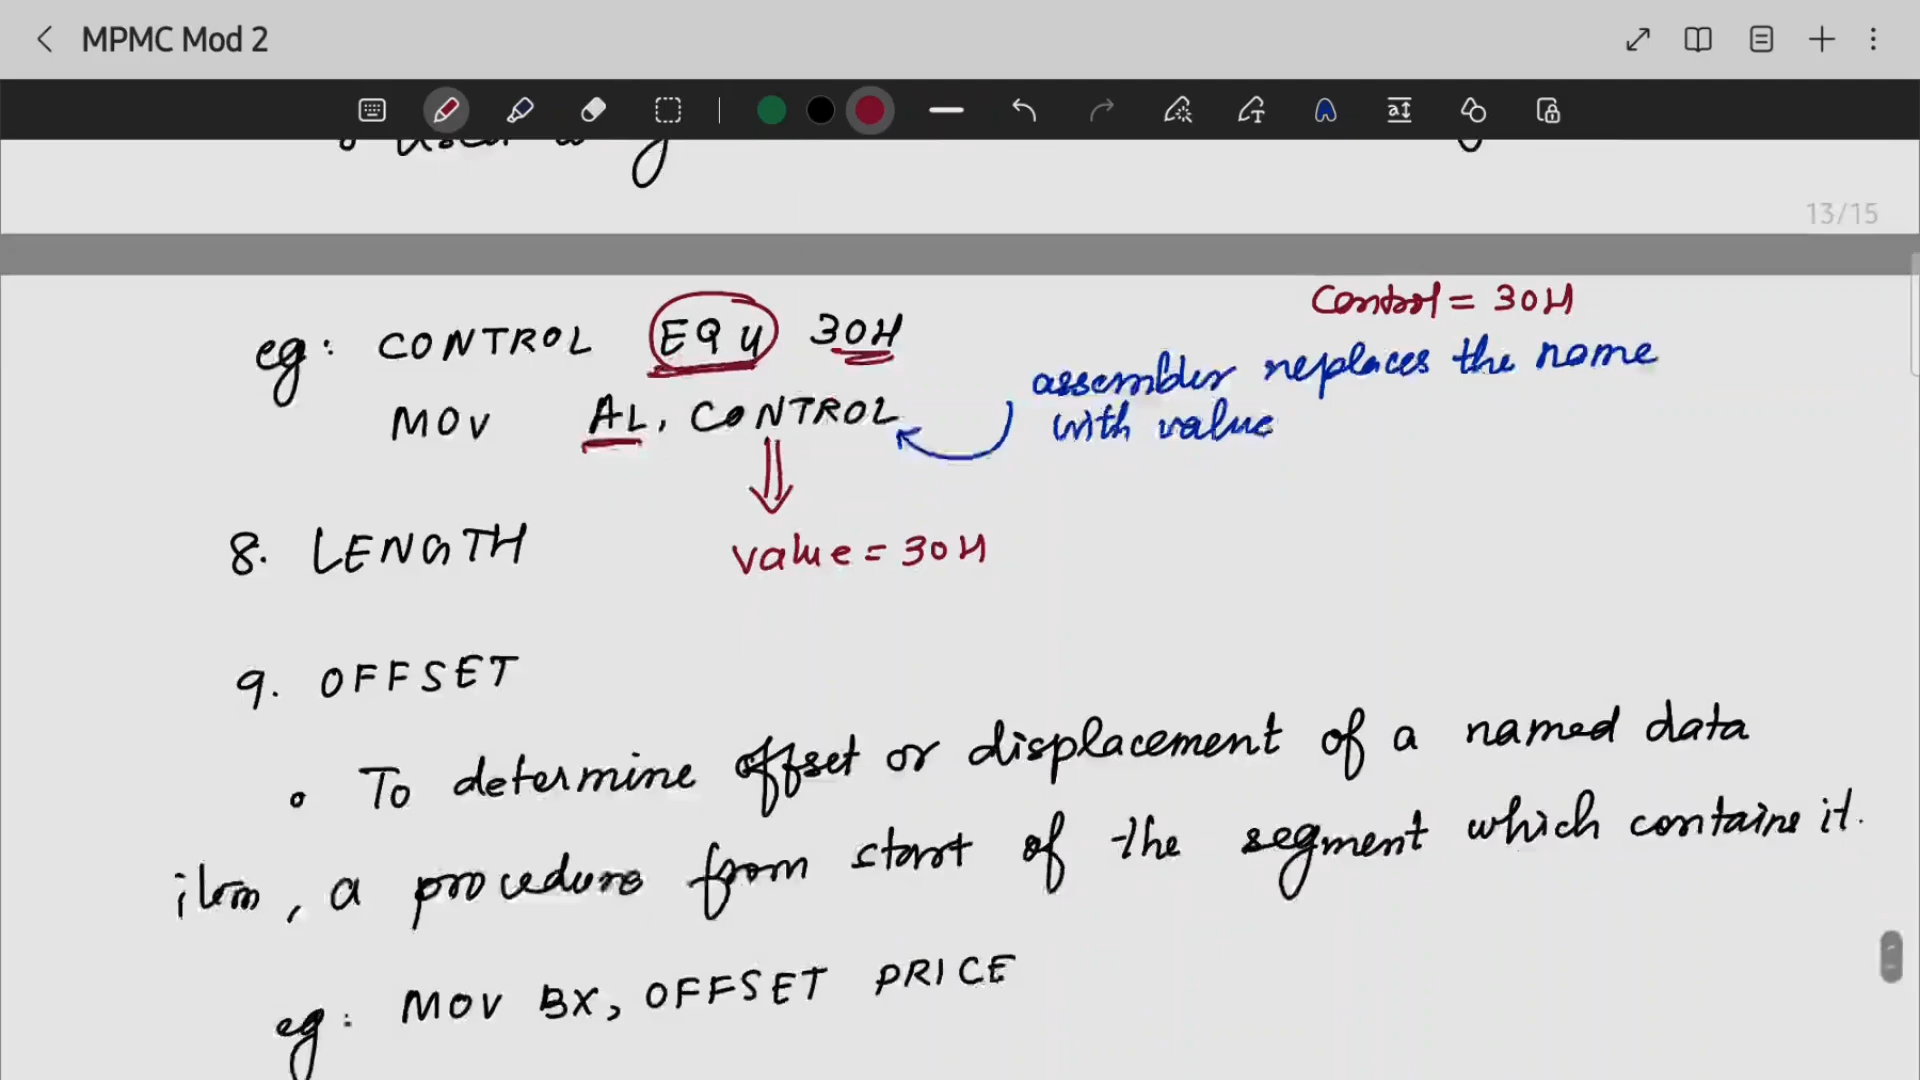 MPMC Mod 2
13/15
Control = 30H
eg: CONTROL EQU 30H
assembler replaces the name
with value
MOV AL, CONTROL
value = 30H
8. LENGTH
9. OFFSET
• To determine offset or displacement of a named data
item, a procedure from start of the segment which contains it.
eg: MOV BX, OFFSET PRICE